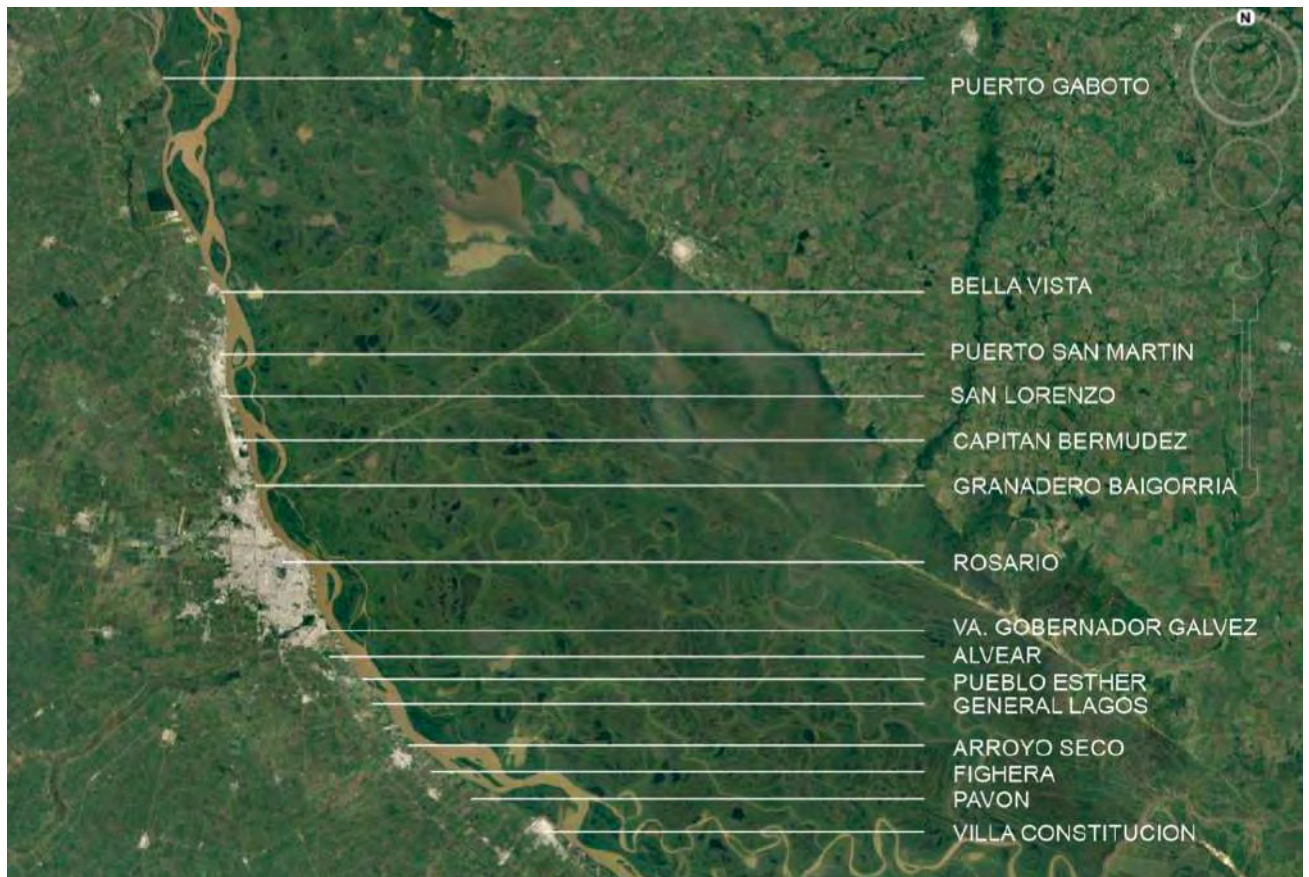 N
PUERTO GABOTO
BELLA VISTA
PUERTO SAN MARTIN
SAN LORENZO
CAPITAN BERMUDEZ
GRANADERO BAIGORRIA
ROSARIO
VA. GOBERNADOR GALVEZ
ALVEAR
PUEBLO ESTHER
GENERAL LAGOS
ARROYO SECO
FIGHERA
PAVON
VILLA CONSTITUCION